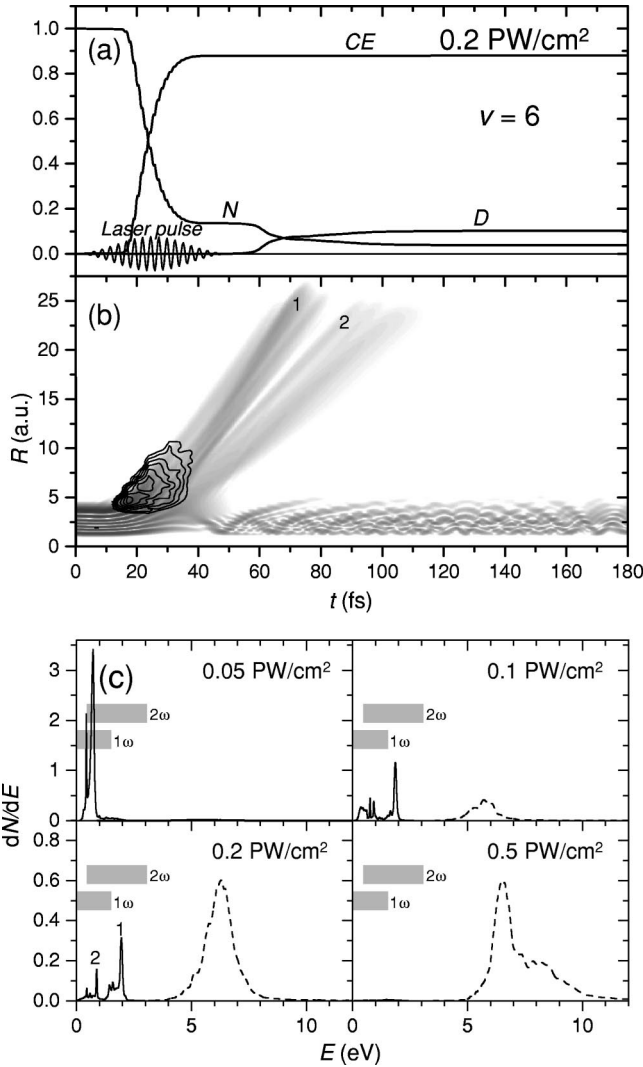 (a)
CE
0.2 PW/cm²
v = 6
N
D
Laser pulse
1.0
0.8
0.6
0.4
0.2
0.0
(b)
1
2
25
20
15
10
5
0
R (a.u.)
0 20 40 60 80 100 120 140 160 180
t (fs)
(c)
0.05 PW/cm²
2ω
1ω
3
2
1
0
0.1 PW/cm²
2ω
1ω
dN/dE
0.2 PW/cm²
2ω
1ω
1
2
0.6
0.4
0.2
0.0
0.5 PW/cm²
2ω
1ω
0 5 10
0 5 10
E (eV)